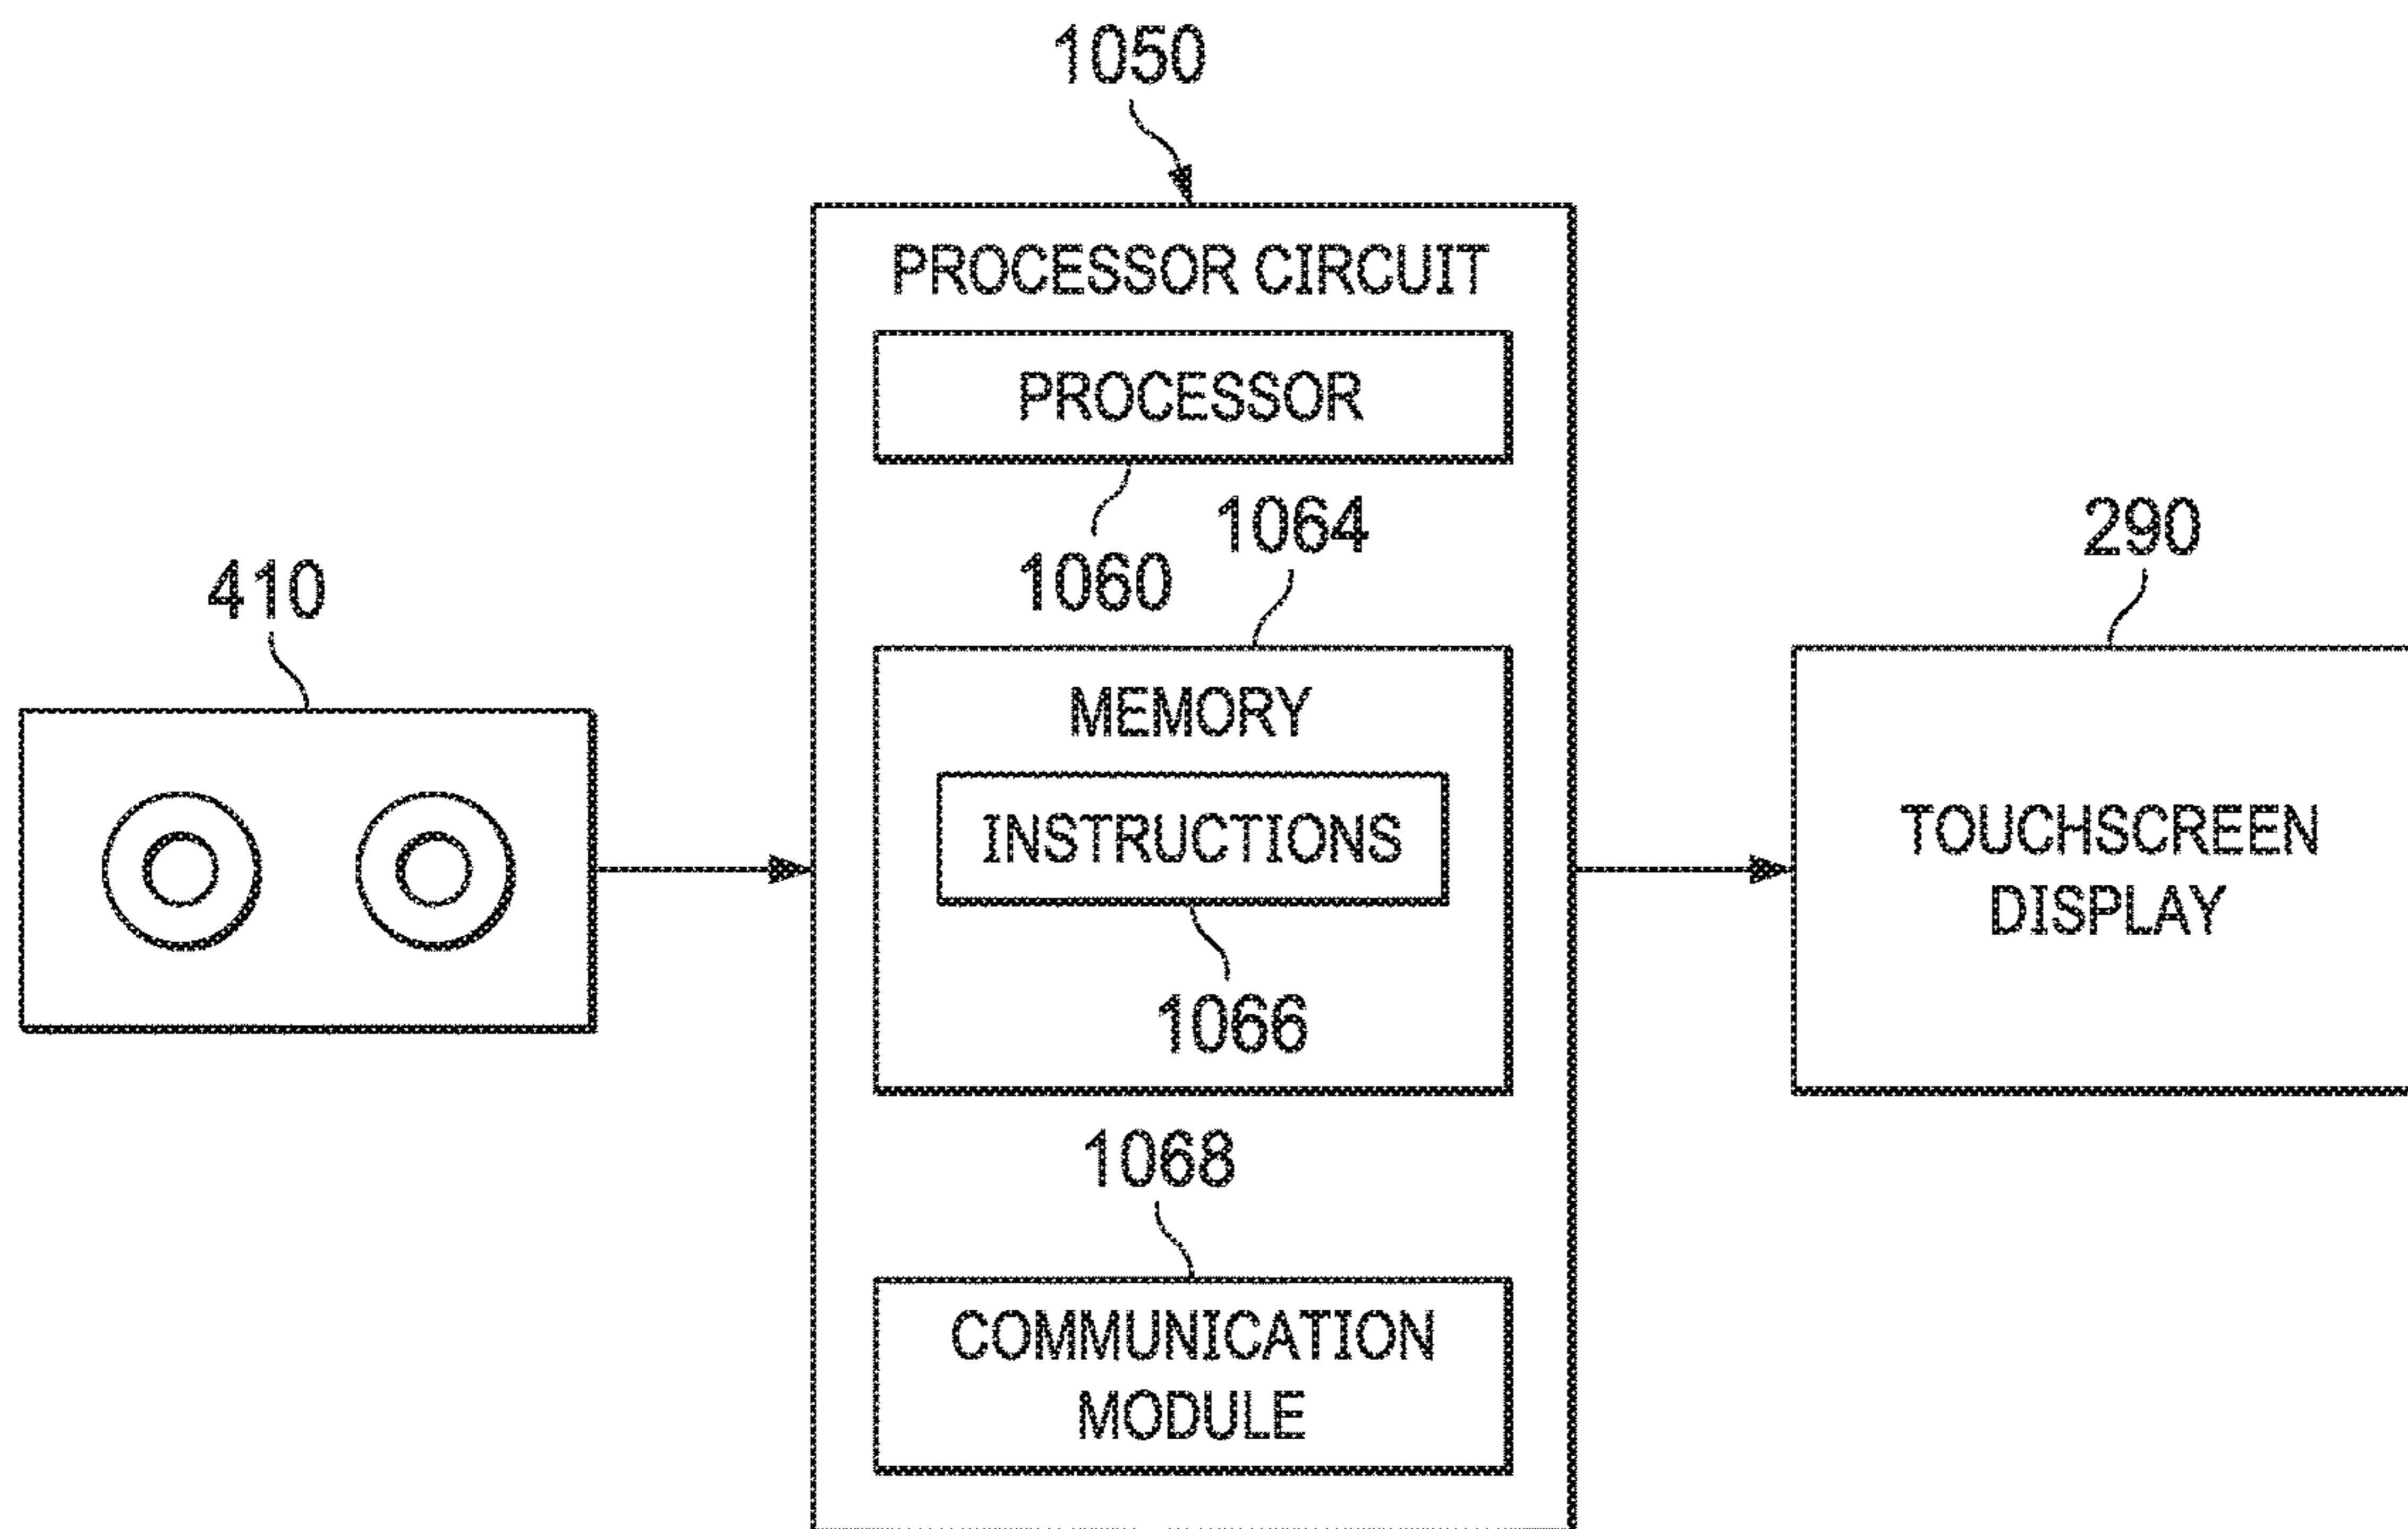 1050
PROCESSOR CIRCUIT
PROCESSOR
1060
1064
410
290
MEMORY
INSTRUCTIONS
1066
TOUCHSCREEN
DISPLAY
1068
COMMUNICATION
MODULE